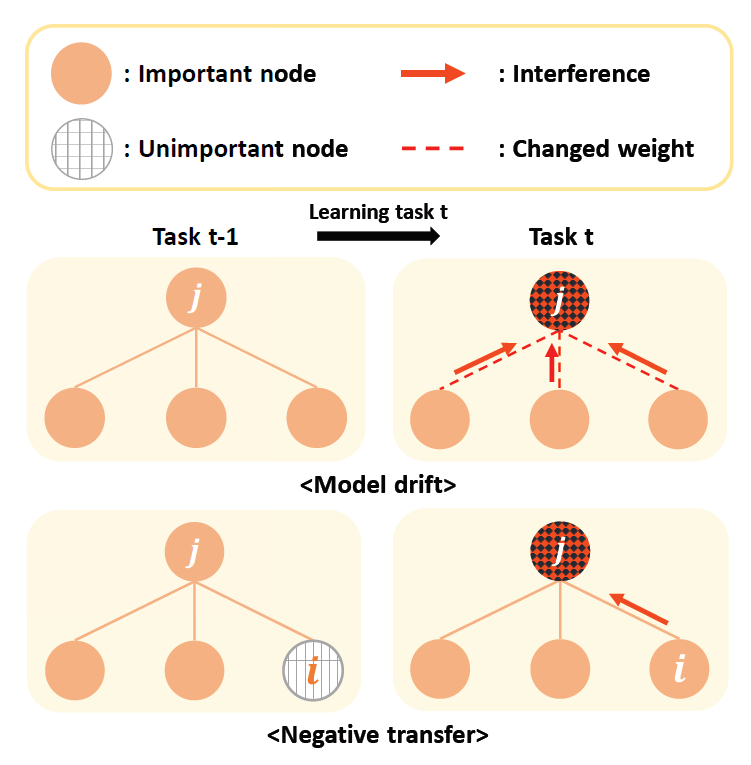 : Important node
: Interference
: Unimportant node
: Changed weight
Learning task t
Task t-1
Task t
j
j
<Model drift>
j
j
i
i
<Negative transfer>